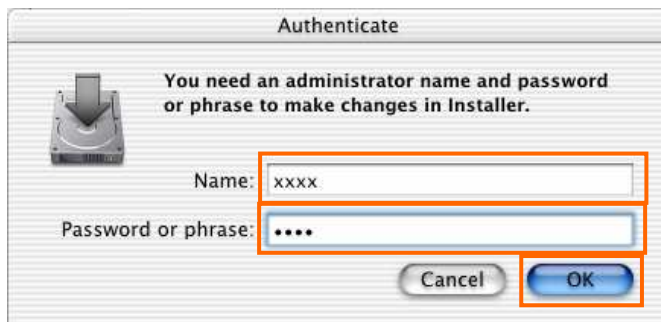 Authenticate
You need an administrator name and password
or phrase to make changes in Installer.
Name: xxxx
Password or phrase: ••••
Cancel OK